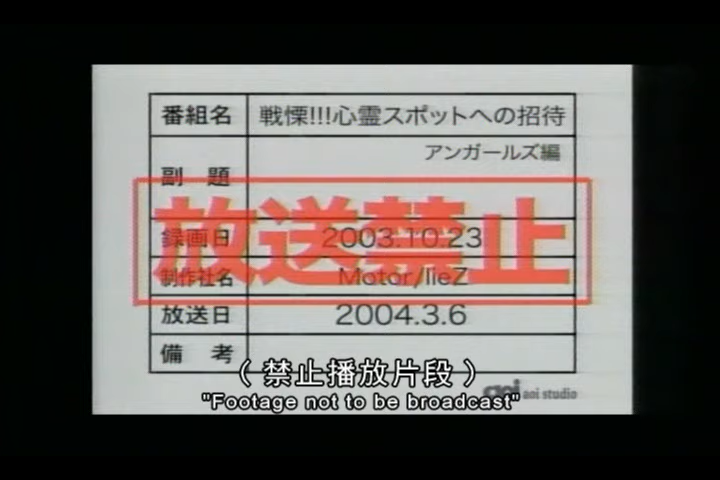 番組名 戦慄!!!心霊スポットへの招待
副 題 アンガールズ編
放送禁止
録画日 2003.10.23
制作社名 Motor/lieZ
放送日 2004.3.6
備 考
(禁止播放片段)
aoi aoi studio
"Footage not to be broadcast"